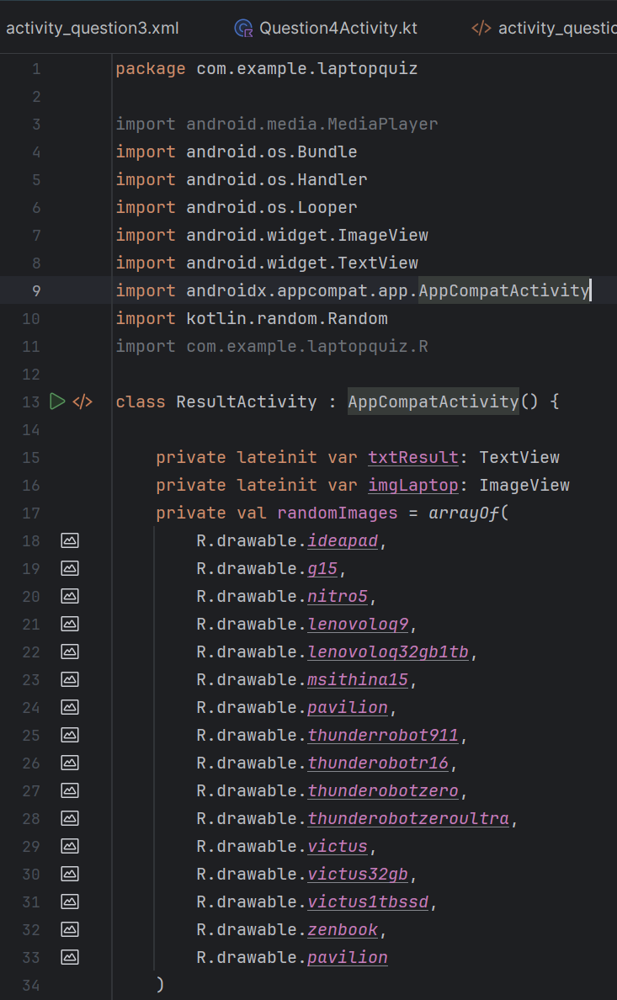 activity_question3.xml Question4Activity.kt </> activity_questio
1 package com.example.laptopquiz
2
3 import android.media.MediaPlayer
4 import android.os.Bundle
5 import android.os.Handler
6 import android.os.Looper
7 import android.widget.ImageView
8 import android.widget.TextView
9 import androidx.appcompat.app.AppCompatActivity
10 import kotlin.random.Random
11 import com.example.laptopquiz.R
12
13 </> class ResultActivity : AppCompatActivity() {
14
15 private lateinit var txtResult: TextView
16 private lateinit var imgLaptop: ImageView
17 private val randomImages = arrayOf(
18 R.drawable.ideapad,
19 R.drawable.g15,
20 R.drawable.nitro5,
21 R.drawable.lenovoloq9,
22 R.drawable.lenovoloq32gb1tb,
23 R.drawable.msithina15,
24 R.drawable.pavilion,
25 R.drawable.thunderrobot911,
26 R.drawable.thunderobotr16,
27 R.drawable.thunderobotzero,
28 R.drawable.thunderobotzeroultra,
29 R.drawable.victus,
30 R.drawable.victus32gb,
31 R.drawable.victus1tbssd,
32 R.drawable.zenbook,
33 R.drawable.pavilion
34 )